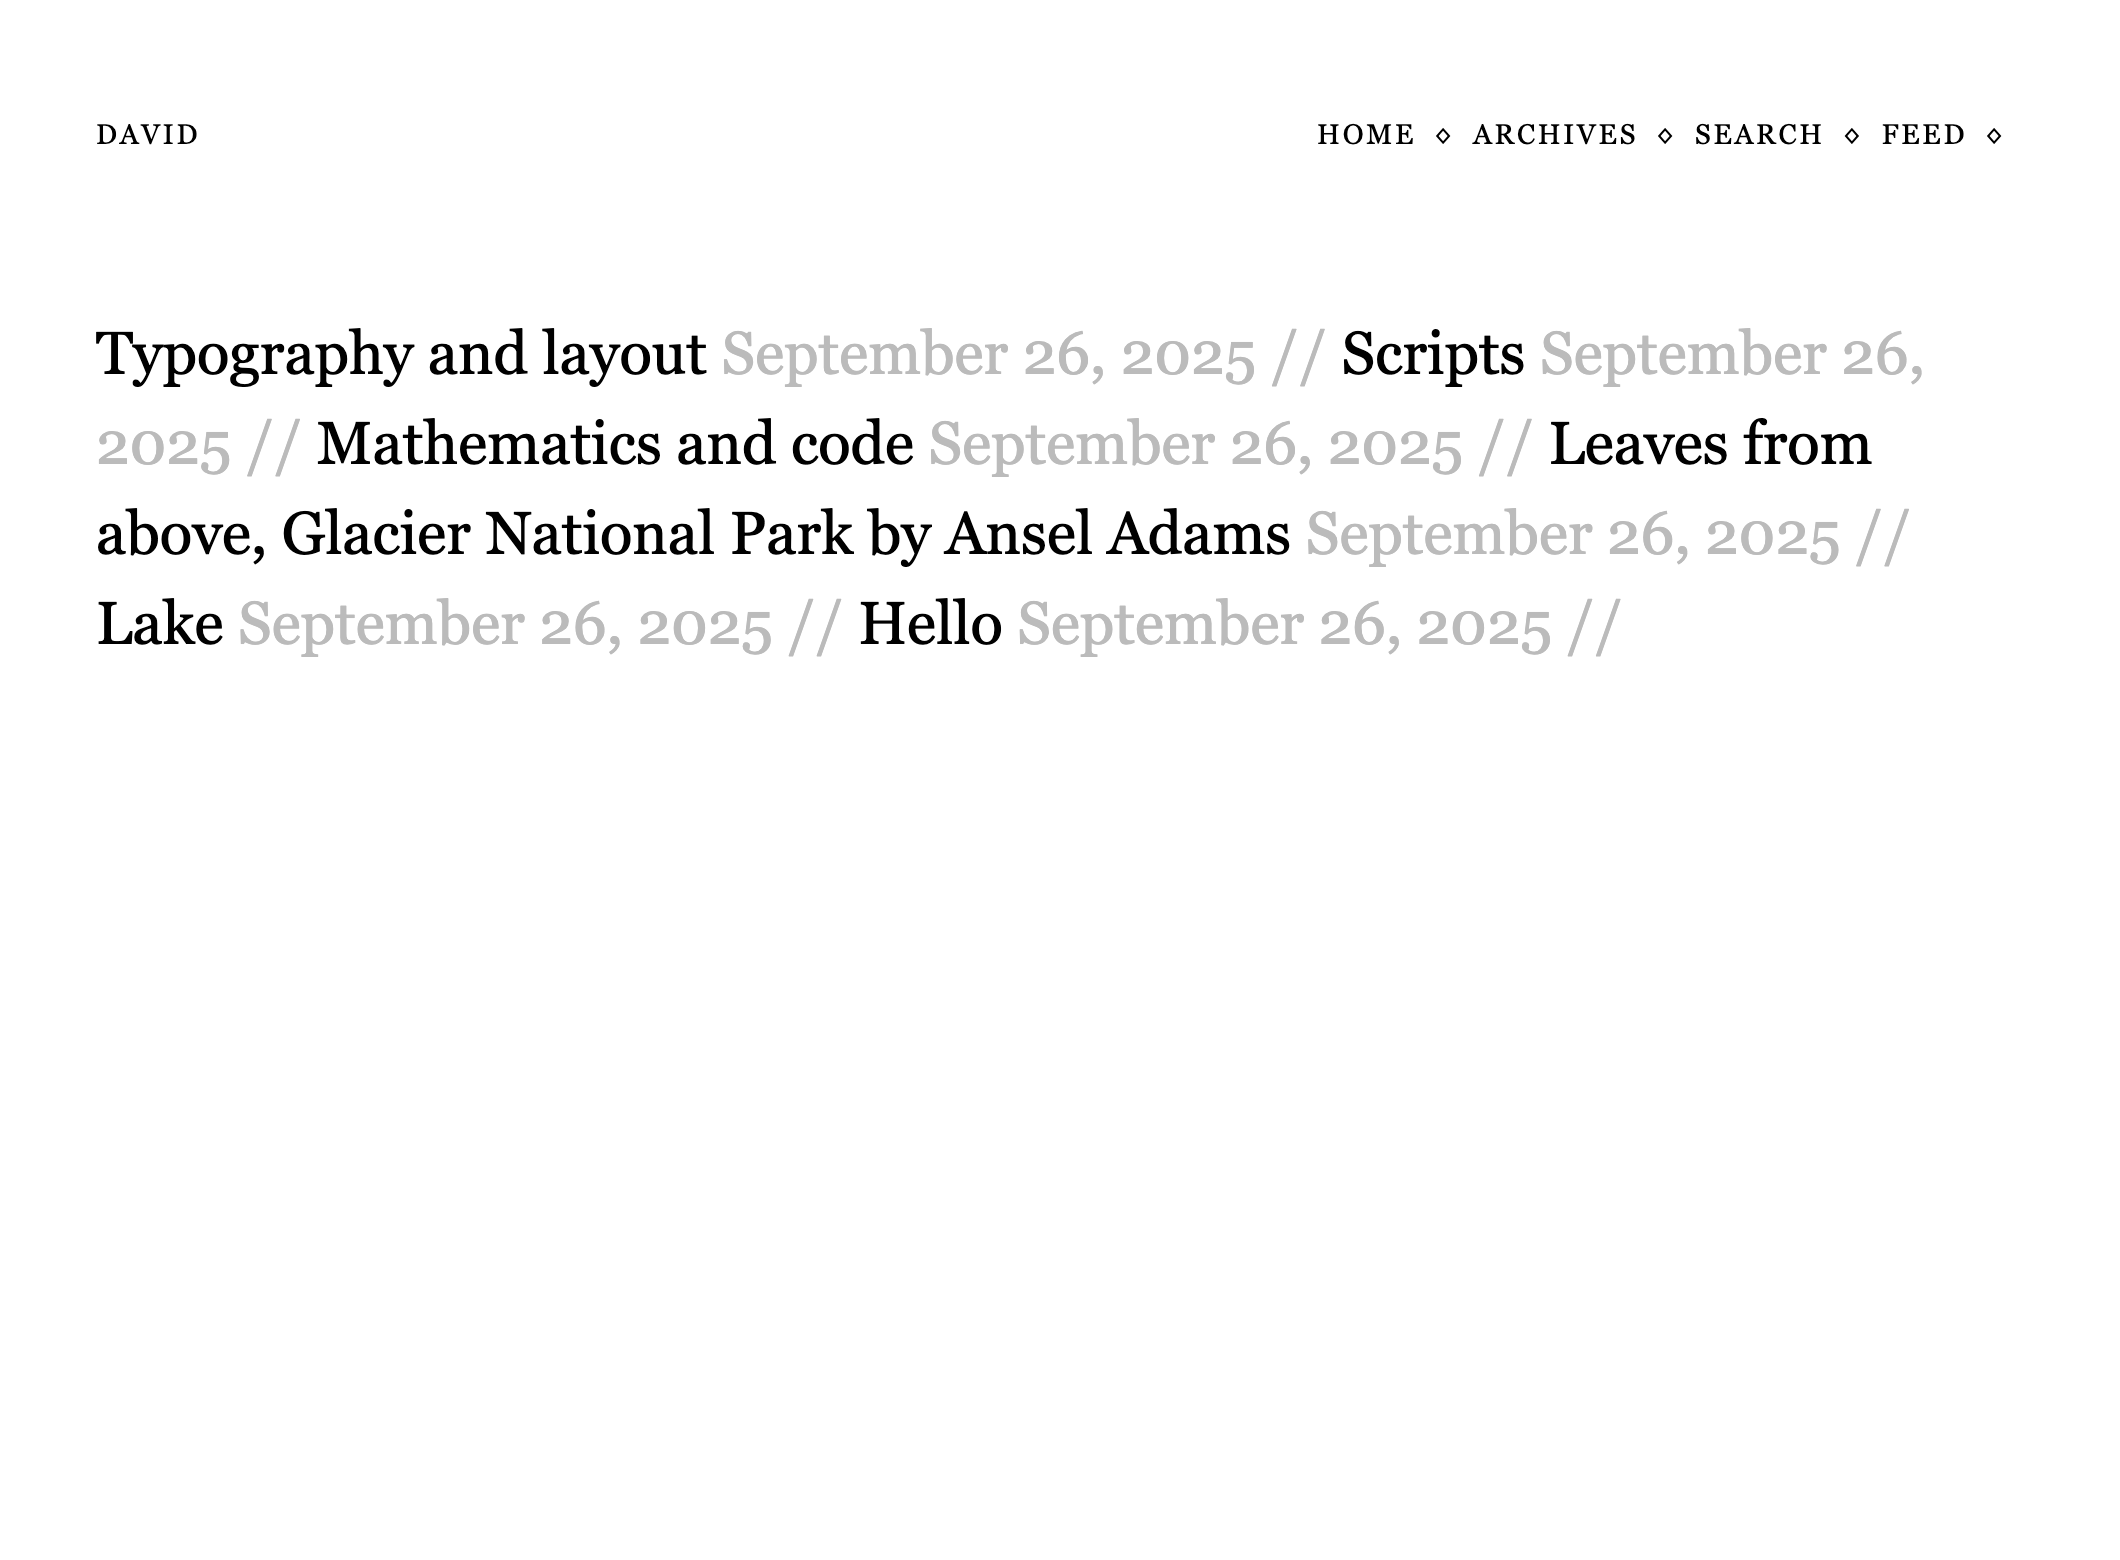 DAVID
HOME ◇ ARCHIVES ◇ SEARCH ◇ FEED ◇
Typography and layout September 26, 2025 // Scripts September 26,
2025 // Mathematics and code September 26, 2025 // Leaves from
above, Glacier National Park by Ansel Adams September 26, 2025 //
Lake September 26, 2025 // Hello September 26, 2025 //